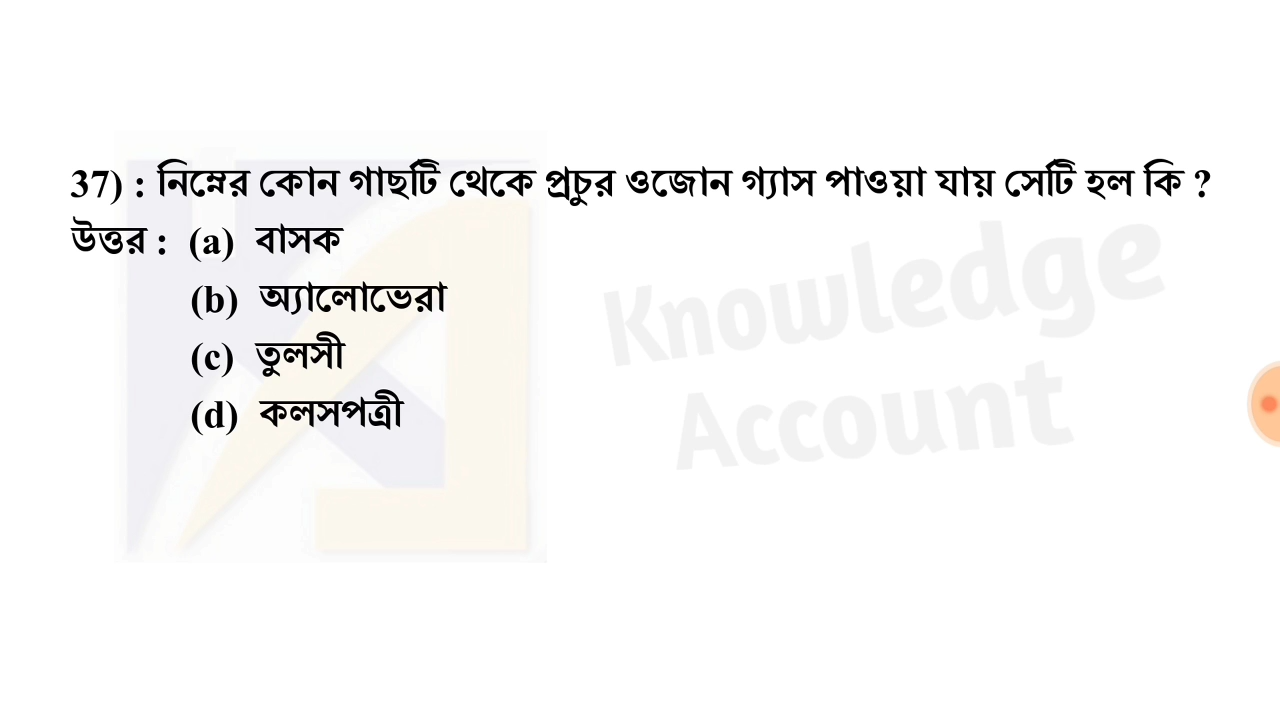 37) : নিম্নের কোন গাছটি থেকে প্রচুর ওজোন গ্যাস পাওয়া যায় সেটি হল কি ?
উত্তর : (a) বাসক
(b) অ্যালোভেরা
(c) তুলসী
(d) কলসপত্রী
Knowledge
Account